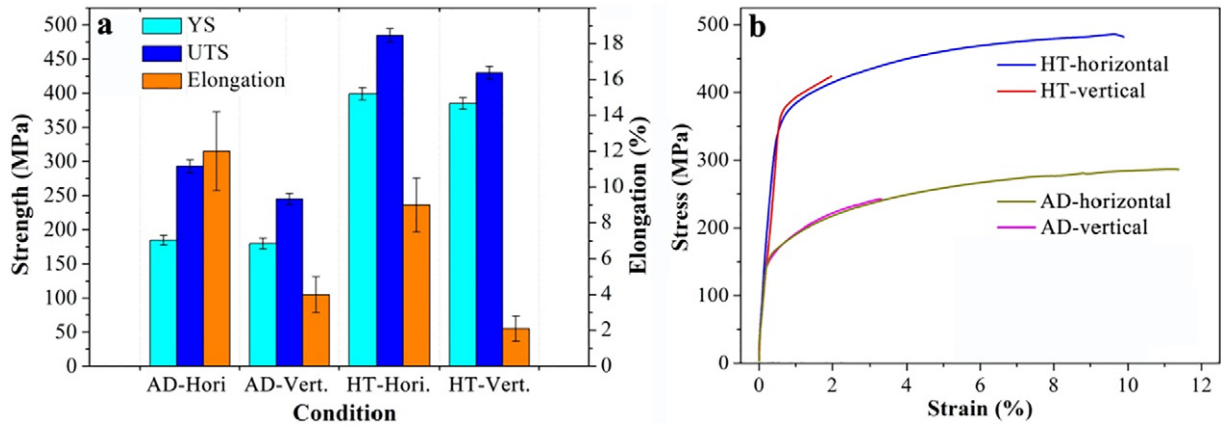 a
YS
UTS
Elongation
500
450
400
350
300
250
200
150
100
50
0
Strength (MPa)
18
16
14
12
10
8
6
4
2
0
Elongation (%)
AD-Hori
AD-Vert.
HT-Hori.
HT-Vert.
Condition
b
500
400
300
200
100
0
Stress (MPa)
HT-horizontal
HT-vertical
AD-horizontal
AD-vertical
0
2
4
6
8
10
12
Strain (%)